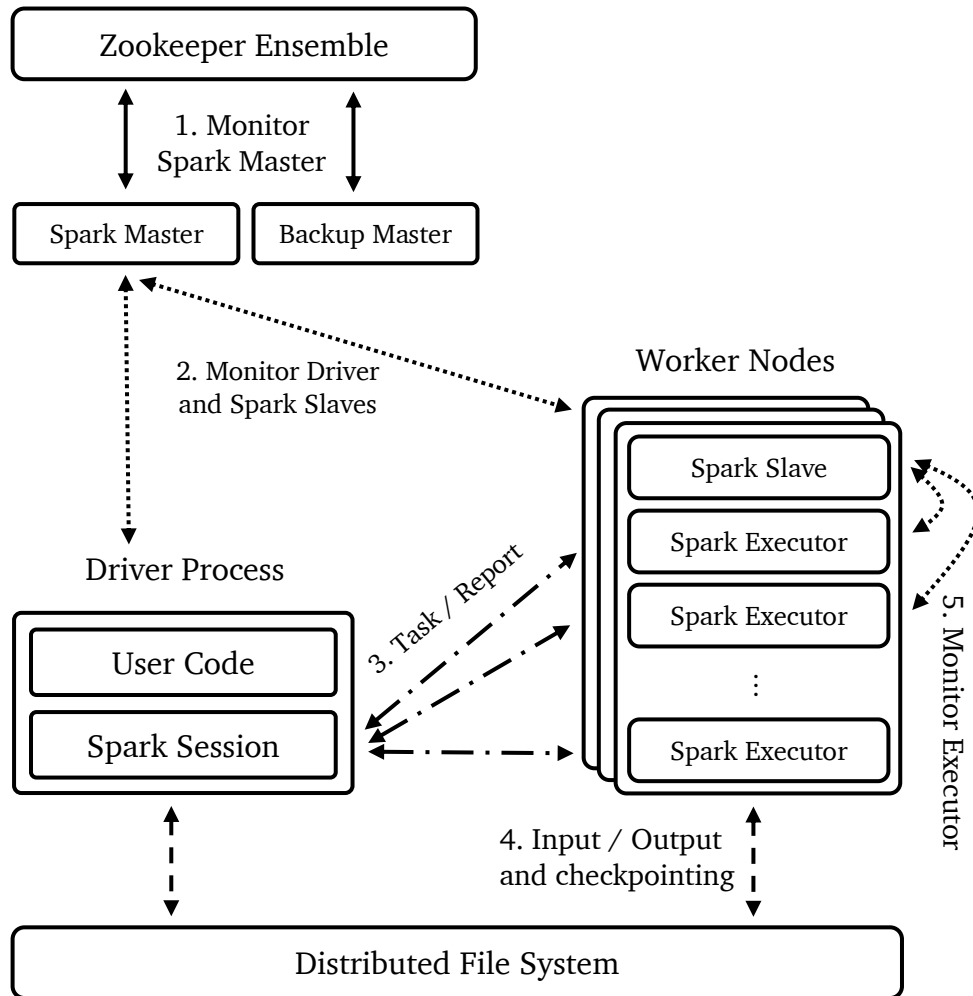 Zookeeper Ensemble
1. Monitor
Spark Master
Spark Master
Backup Master
2. Monitor Driver
and Spark Slaves
Worker Nodes
Spark Slave
Spark Executor
Spark Executor
⋮
Spark Executor
5. Monitor Executor
Driver Process
User Code
Spark Session
3. Task / Report
4. Input / Output
and checkpointing
Distributed File System